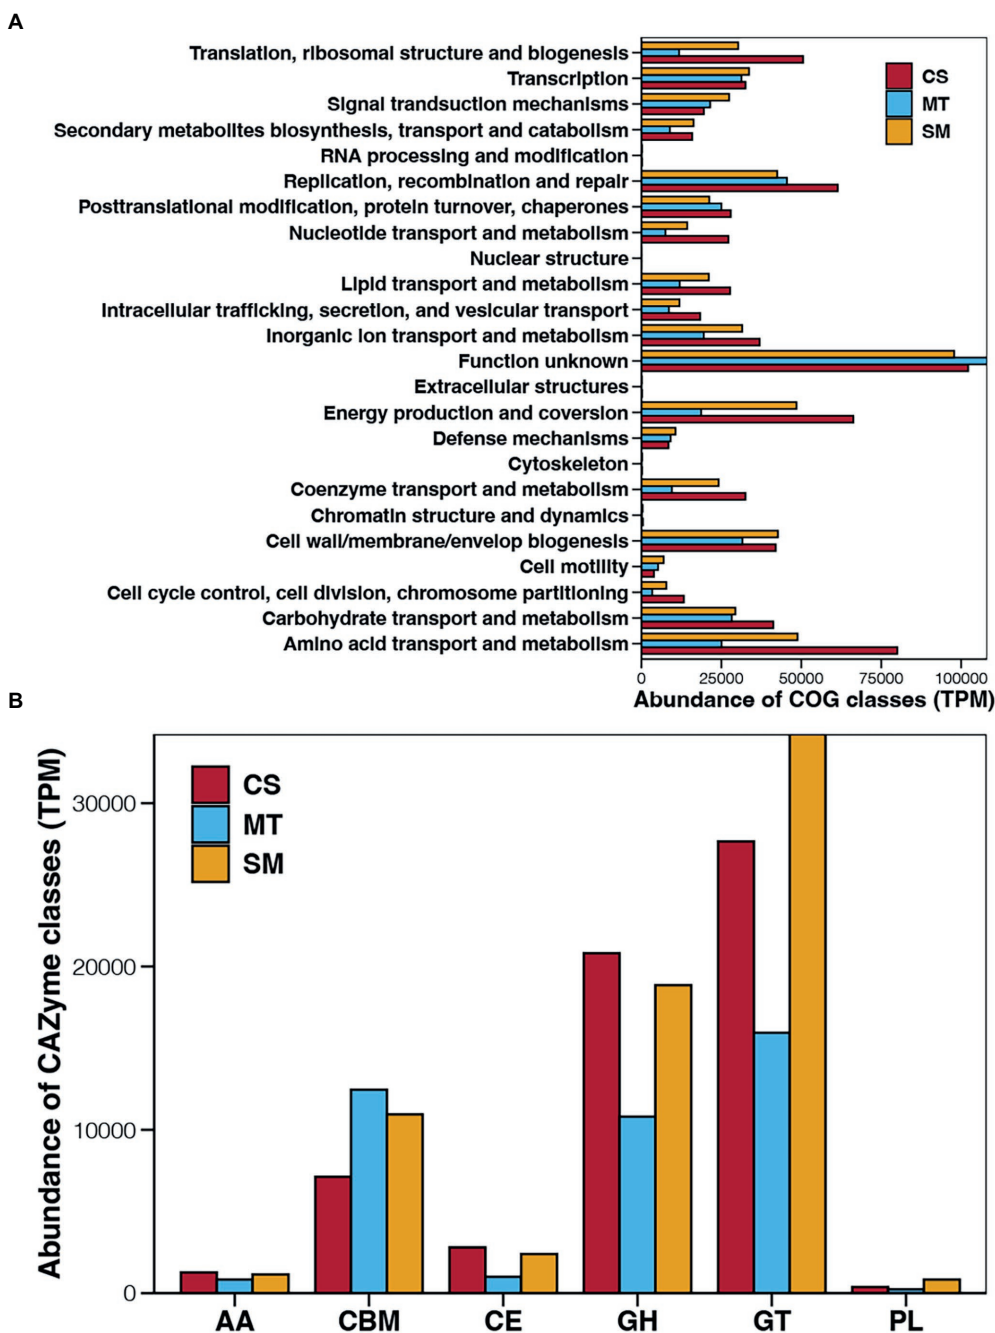 A
Translation, ribosomal structure and biogenesis
Transcription
Signal trandsuction mechanisms
Secondary metabolites biosynthesis, transport and catabolism
RNA processing and modification
Replication, recombination and repair
Posttranslational modification, protein turnover, chaperones
Nucleotide transport and metabolism
Nuclear structure
Lipid transport and metabolism
Intracellular trafficking, secretion, and vesicular transport
Inorganic ion transport and metabolism
Function unknown
Extracellular structures
Energy production and coversion
Defense mechanisms
Cytoskeleton
Coenzyme transport and metabolism
Chromatin structure and dynamics
Cell wall/membrane/envelop biogenesis
Cell motility
Cell cycle control, cell division, chromosome partitioning
Carbohydrate transport and metabolism
Amino acid transport and metabolism
CS
MT
SM
0 25000 50000 75000 100000
Abundance of COG classes (TPM)
B
Abundance of CAZyme classes (TPM)
30000
20000
10000
0
CS
MT
SM
AA CBM CE GH GT PL